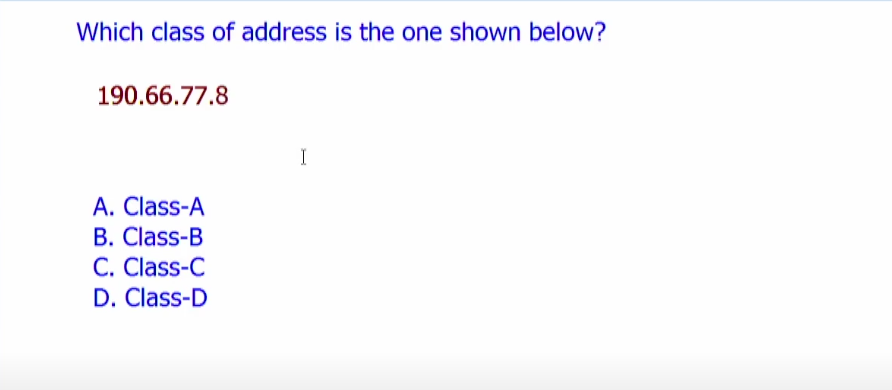 Which class of address is the one shown below?
190.66.77.8
A. Class-A
B. Class-B
C. Class-C
D. Class-D